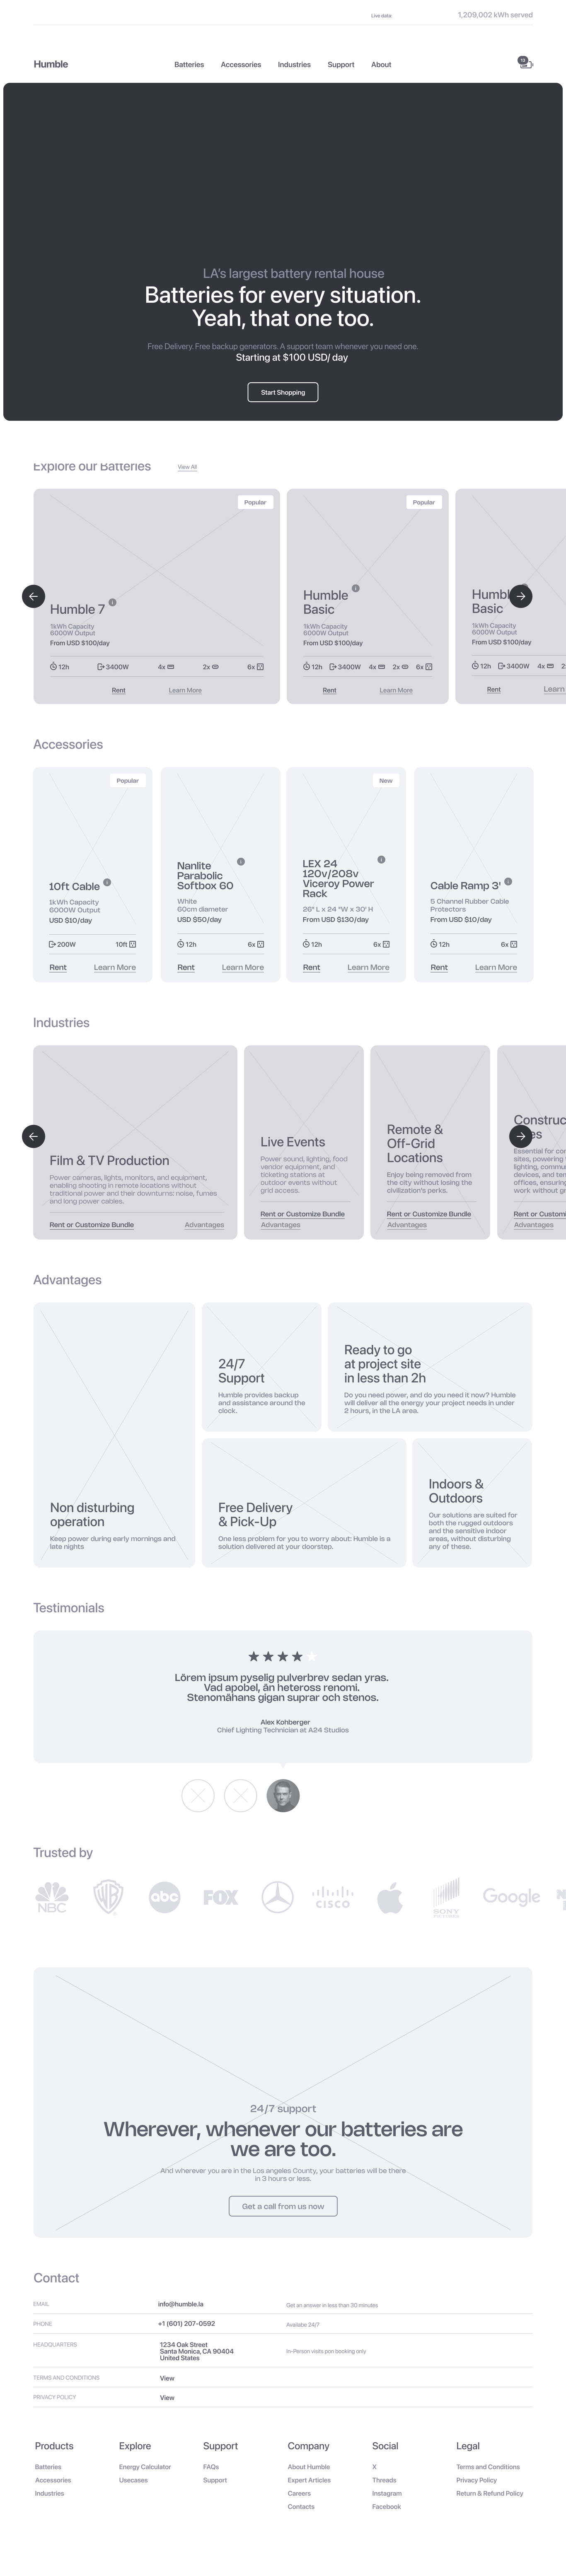 Live data:
1,209,002 kWh served
Humble
Batteries
Accessories
Industries
Support
About
13
LA's largest battery rental house
Batteries for every situation.
Yeah, that one too.
Free Delivery. Free backup generators. A support team whenever you need one.
Starting at $100 USD/ day
Start Shopping
Explore our Batteries
View All
Popular
Humble 7
1kWh Capacity
6000W Output
From USD $100/day
12h
3400W
4x
2x
6x
Rent
Learn More
Popular
Humble
Basic
1kWh Capacity
6000W Output
From USD $100/day
12h
3400W
4x
2x
6x
Rent
Learn More
Humbl
Basic
1kWh Capacity
6000W Output
From USD $100/day
12h
3400W
4x
2
Rent
Learn
Accessories
Popular
10ft Cable
1kWh Capacity
6000W Output
USD $10/day
200W
10ft
Rent
Learn More
Nanlite
Parabolic
Softbox 60
White
60cm diameter
USD $50/day
12h
6x
Rent
Learn More
New
LEX 24
120v/208v
Viceroy Power
Rack
26" L x 24 "W x 30' H
From USD $130/day
12h
6x
Rent
Learn More
Cable Ramp 3'
5 Channel Rubber Cable
Protectors
From USD $10/day
12h
6x
Rent
Learn More
Industries
Film & TV Production
Power cameras, lights, monitors, and equipment,
enabling shooting in remote locations without
traditional power and their downturns: noise, fumes
and long power cables.
Rent or Customize Bundle
Advantages
Live Events
Power sound, lighting, food
vendor equipment, and
ticketing stations at
outdoor events without
grid access.
Rent or Customize Bundle
Advantages
Remote &
Off-Grid
Locations
Enjoy being removed from
the city without losing the
civilization's perks.
Rent or Customize Bundle
Advantages
Construc
es
Essential for con
sites, powering
lighting, commu
devices, and ten
offices, ensuring
work without gr
Rent or Customi
Advantages
Advantages
Non disturbing
operation
Keep power during early mornings and
late nights
24/7
Support
Humble provides backup
and assistance around the
clock.
Ready to go
at project site
in less than 2h
Do you need power, and do you need it now? Humble
will deliver all the energy your project needs in under
2 hours, in the LA area.
Free Delivery
& Pick-Up
One less problem for you to worry about: Humble is a
solution delivered at your doorstep.
Indoors &
Outdoors
Our solutions are suited for
both the rugged outdoors
and the sensitive indoor
areas, without disturbing
any of these.
Testimonials
Lörem ipsum pyselig pulverbrev sedan yras.
Vad apobel, än heteross renomi.
Stenomåhans gigan suprar och stenos.
Alex Kohberger
Chief Lighting Technician at A24 Studios
Trusted by
NBC
WB
abc
FOX
CISCO
SONY
PICTURES
Google
24/7 support
Wherever, whenever our batteries are
we are too.
And wherever you are in the Los angeles County, your batteries will be there
in 3 hours or less.
Get a call from us now
Contact
EMAIL
info@humble.la
Get an answer in less than 30 minutes
PHONE
+1 (601) 207-0592
Availabe 24/7
HEADQUARTERS
1234 Oak Street
Santa Monica, CA 90404
United States
In-Person visits pon booking only
TERMS AND CONDITIONS
View
PRIVACY POLICY
View
Products
Batteries
Accessories
Industries
Explore
Energy Calculator
Usecases
Support
FAQs
Support
Company
About Humble
Expert Articles
Careers
Contacts
Social
X
Threads
Instagram
Facebook
Legal
Terms and Conditions
Privacy Policy
Return & Refund Policy